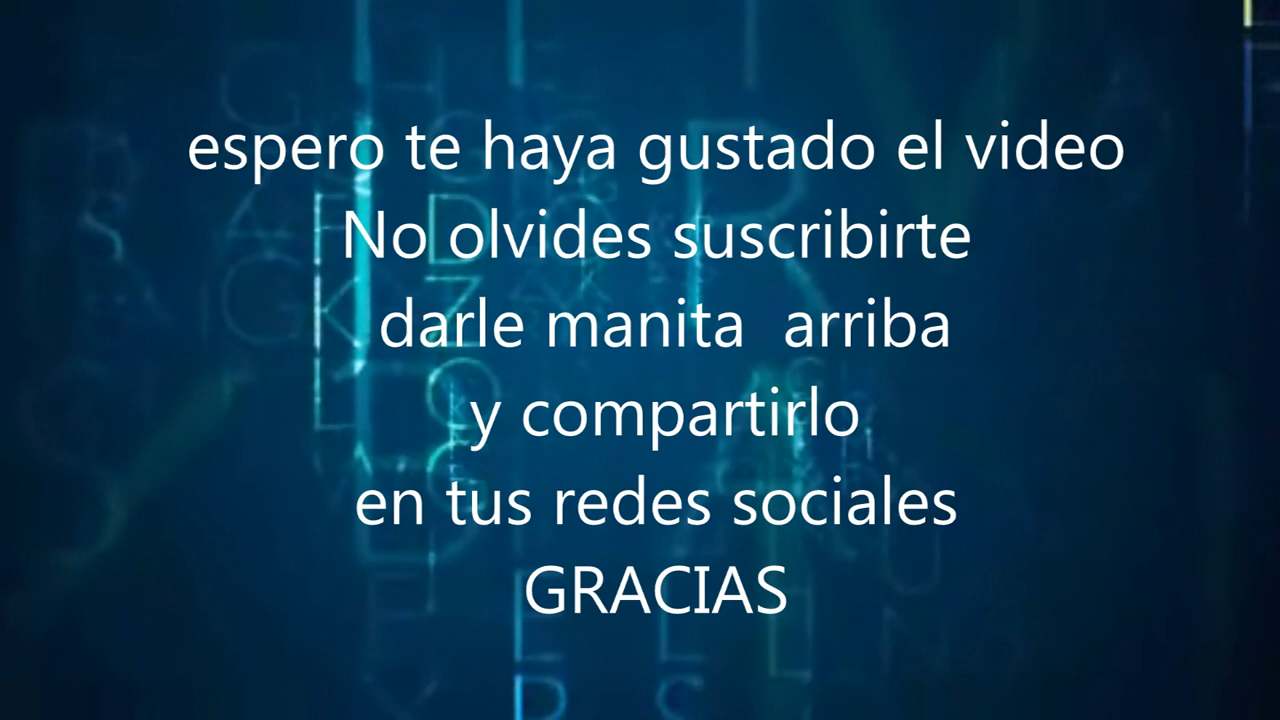 espero te haya gustado el video
No olvides suscribirte
darle manita arriba
y compartirlo
en tus redes sociales
GRACIAS